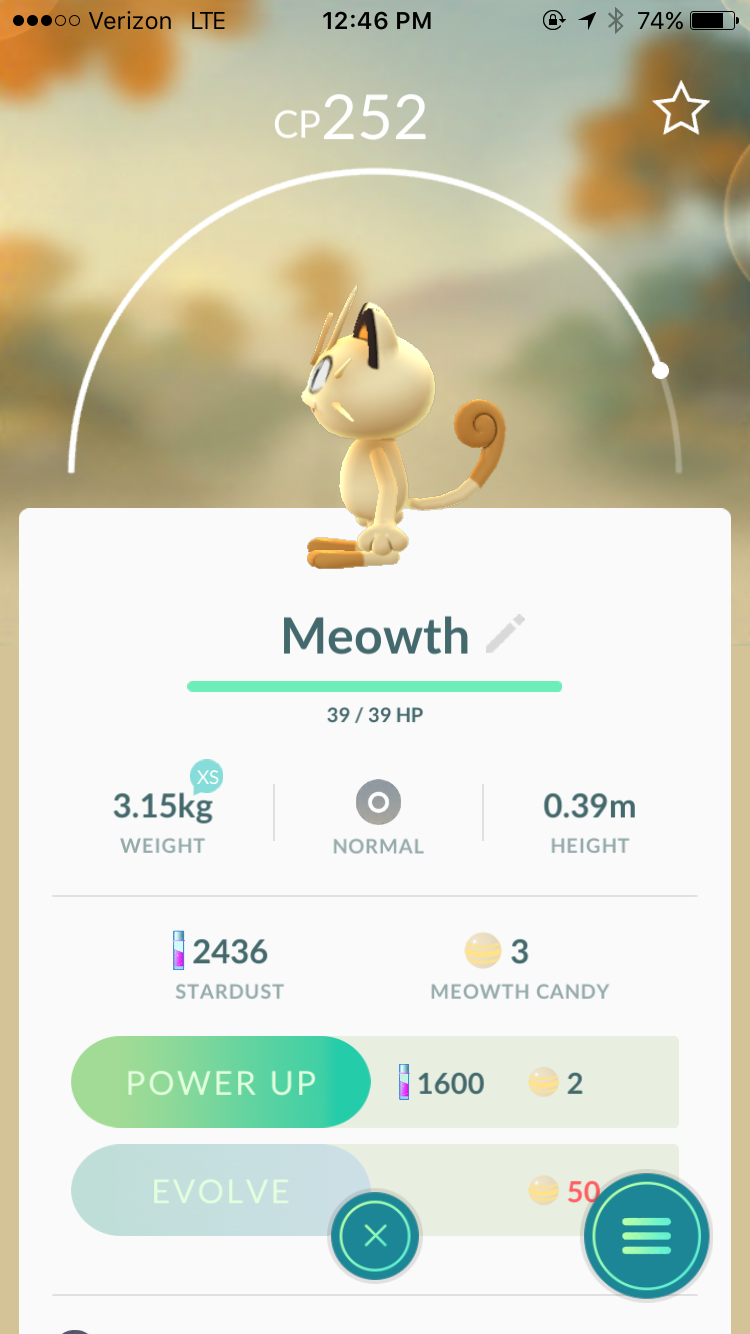 Verizon LTE 12:46 PM 74%
CP252
Meowth
39 / 39 HP
XS
3.15kg 0.39m
WEIGHT NORMAL HEIGHT
2436 3
STARDUST MEOWTH CANDY
POWER UP 1600 2
EVOLVE 50